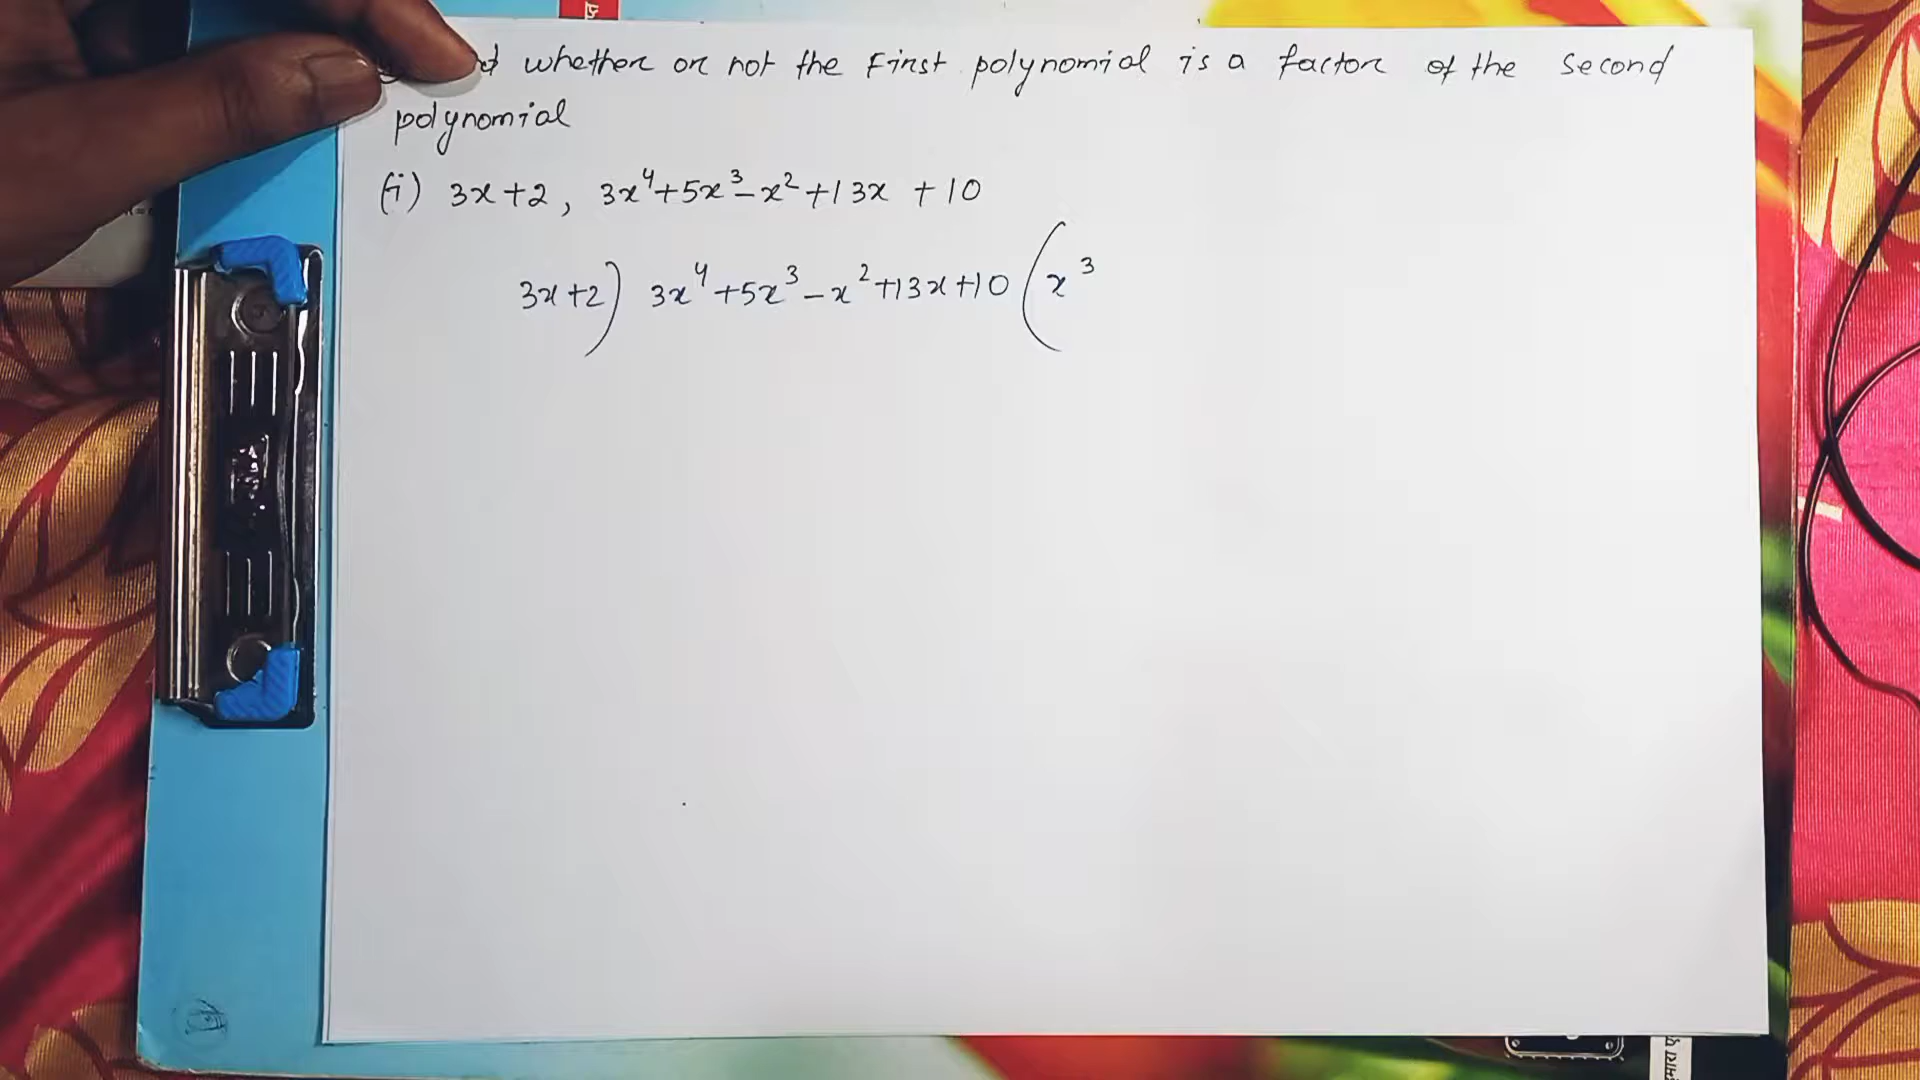 whether or not the First polynomial is a factor of the second
polynomial
(i) 3x+2, 3x⁴+5x³-x²+13x +10
3x+2) 3x⁴+5x³-x²+13x+10 (x³